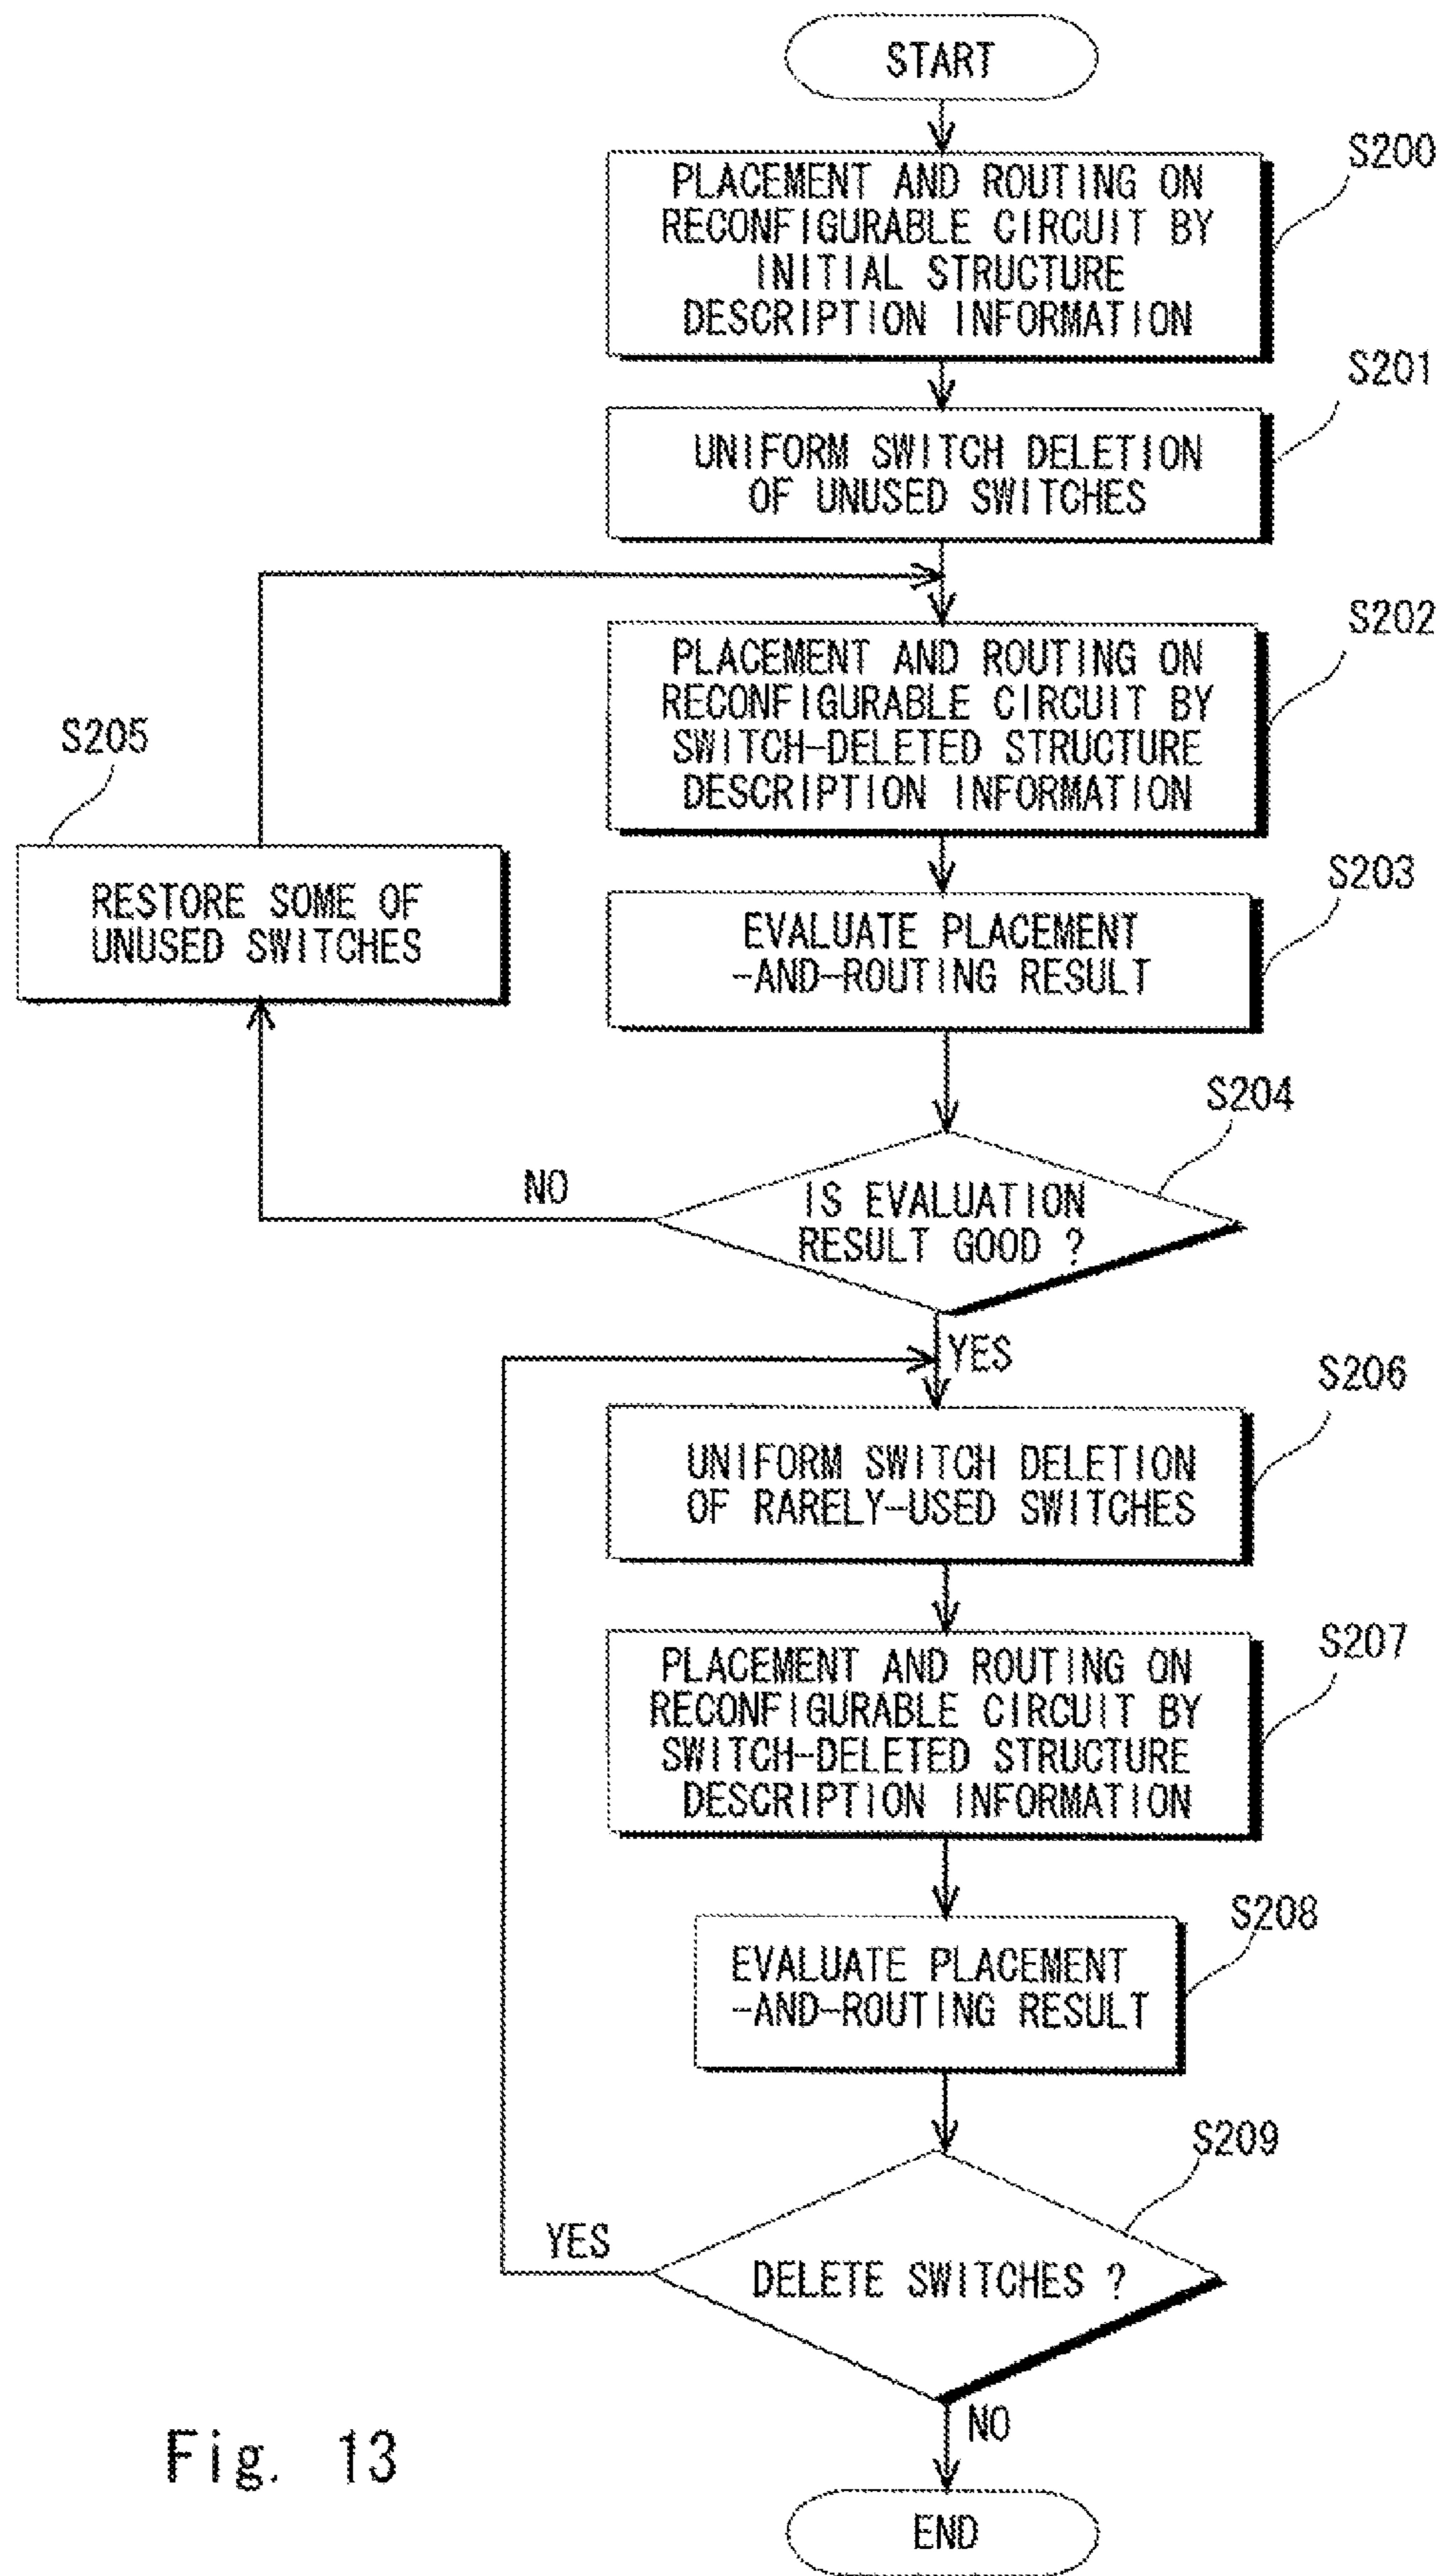 START
S200
PLACEMENT AND ROUTING ON
RECONFIGURABLE CIRCUIT BY
INITIAL STRUCTURE
DESCRIPTION INFORMATION
S201
UNIFORM SWITCH DELETION
OF UNUSED SWITCHES
S202
PLACEMENT AND ROUTING ON
RECONFIGURABLE CIRCUIT BY
SWITCH-DELETED STRUCTURE
DESCRIPTION INFORMATION
S205
RESTORE SOME OF
UNUSED SWITCHES
S203
EVALUATE PLACEMENT
-AND-ROUTING RESULT
S204
NO
IS EVALUATION
RESULT GOOD ?
YES
S206
UNIFORM SWITCH DELETION
OF RARELY-USED SWITCHES
S207
PLACEMENT AND ROUTING ON
RECONFIGURABLE CIRCUIT BY
SWITCH-DELETED STRUCTURE
DESCRIPTION INFORMATION
S208
EVALUATE PLACEMENT
-AND-ROUTING RESULT
S209
YES
DELETE SWITCHES ?
NO
Fig. 13
END